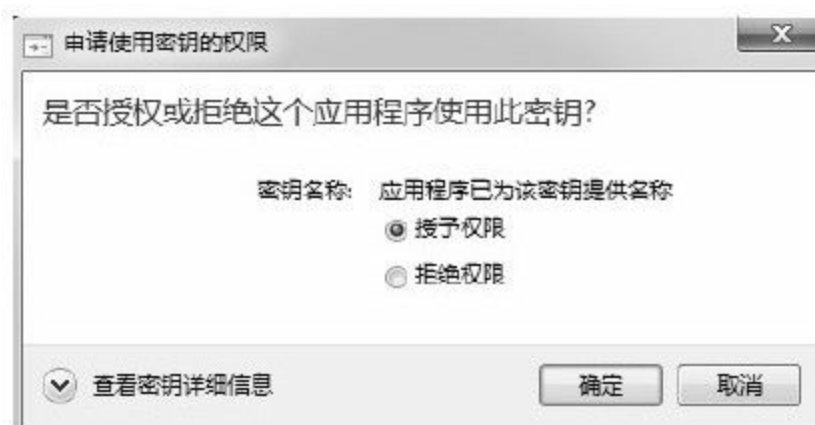 申请使用密钥的权限
X
是否授权或拒绝这个应用程序使用此密钥?
密钥名称: 应用程序已为该密钥提供名称
授予权限
拒绝权限
查看密钥详细信息 确定 取消